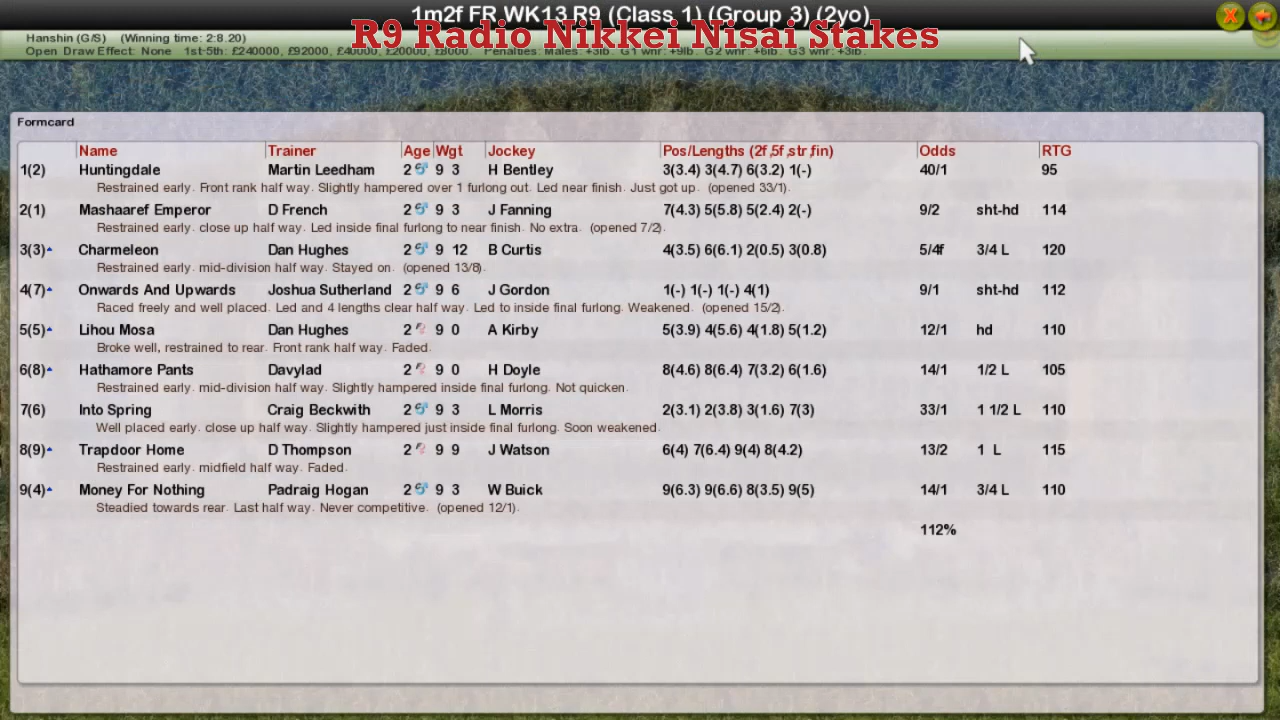 1m2f FR WK13 R9 (Class 1) (Group 3) (2yo)
R9 Radio Nikkei Nisai Stakes
Hanshin (G/S) (Winning time: 2:8.20)
Open Draw Effect: None 1st-5th: £240000, £92000, £40000, £20000, £8000. Penalties: Males: +3lb. G1 wnr: +9lb. G2 wnr: +6lb. G3 wnr: +3lb.
Formcard
Name Trainer Age Wgt Jockey Pos/Lengths (2f,5f,str,fin) Odds RTG
1(2) Huntingdale Martin Leedham 2 9 3 H Bentley 3(3.4) 3(4.7) 6(3.2) 1(-) 40/1 95
Restrained early. Front rank half way. Slightly hampered over 1 furlong out. Led near finish. Just got up. (opened 33/1).
2(1) Mashaaref Emperor D French 2 9 3 J Fanning 7(4.3) 5(5.8) 5(2.4) 2(-) 9/2 sht-hd 114
Restrained early. close up half way. Led inside final furlong to near finish. No extra. (opened 7/2).
3(3) Charmeleon Dan Hughes 2 9 12 B Curtis 4(3.5) 6(6.1) 2(0.5) 3(0.8) 5/4f 3/4 L 120
Restrained early. mid-division half way. Stayed on. (opened 13/8).
4(7) Onwards And Upwards Joshua Sutherland 2 9 6 J Gordon 1(-) 1(-) 1(-) 4(1) 9/1 sht-hd 112
Raced freely and well placed. Led and 4 lengths clear half way. Led to inside final furlong. Weakened. (opened 15/2).
5(5) Lihou Mosa Dan Hughes 2 9 0 A Kirby 5(3.9) 4(5.6) 4(1.8) 5(1.2) 12/1 hd 110
Broke well, restrained to rear. Front rank half way. Faded.
6(8) Hathamore Pants Davylad 2 9 0 H Doyle 8(4.6) 8(6.4) 7(3.2) 6(1.6) 14/1 1/2 L 105
Restrained early. mid-division half way. Slightly hampered inside final furlong. Not quicken.
7(6) Into Spring Craig Beckwith 2 9 3 L Morris 2(3.1) 2(3.8) 3(1.6) 7(3) 33/1 1 1/2 L 110
Well placed early. close up half way. Slightly hampered just inside final furlong. Soon weakened.
8(9) Trapdoor Home D Thompson 2 9 9 J Watson 6(4) 7(6.4) 9(4) 8(4.2) 13/2 1 L 115
Restrained early. midfield half way. Faded.
9(4) Money For Nothing Padraig Hogan 2 9 3 W Buick 9(6.3) 9(6.6) 8(3.5) 9(5) 14/1 3/4 L 110
Steadied towards rear. Last half way. Never competitive. (opened 12/1).
112%